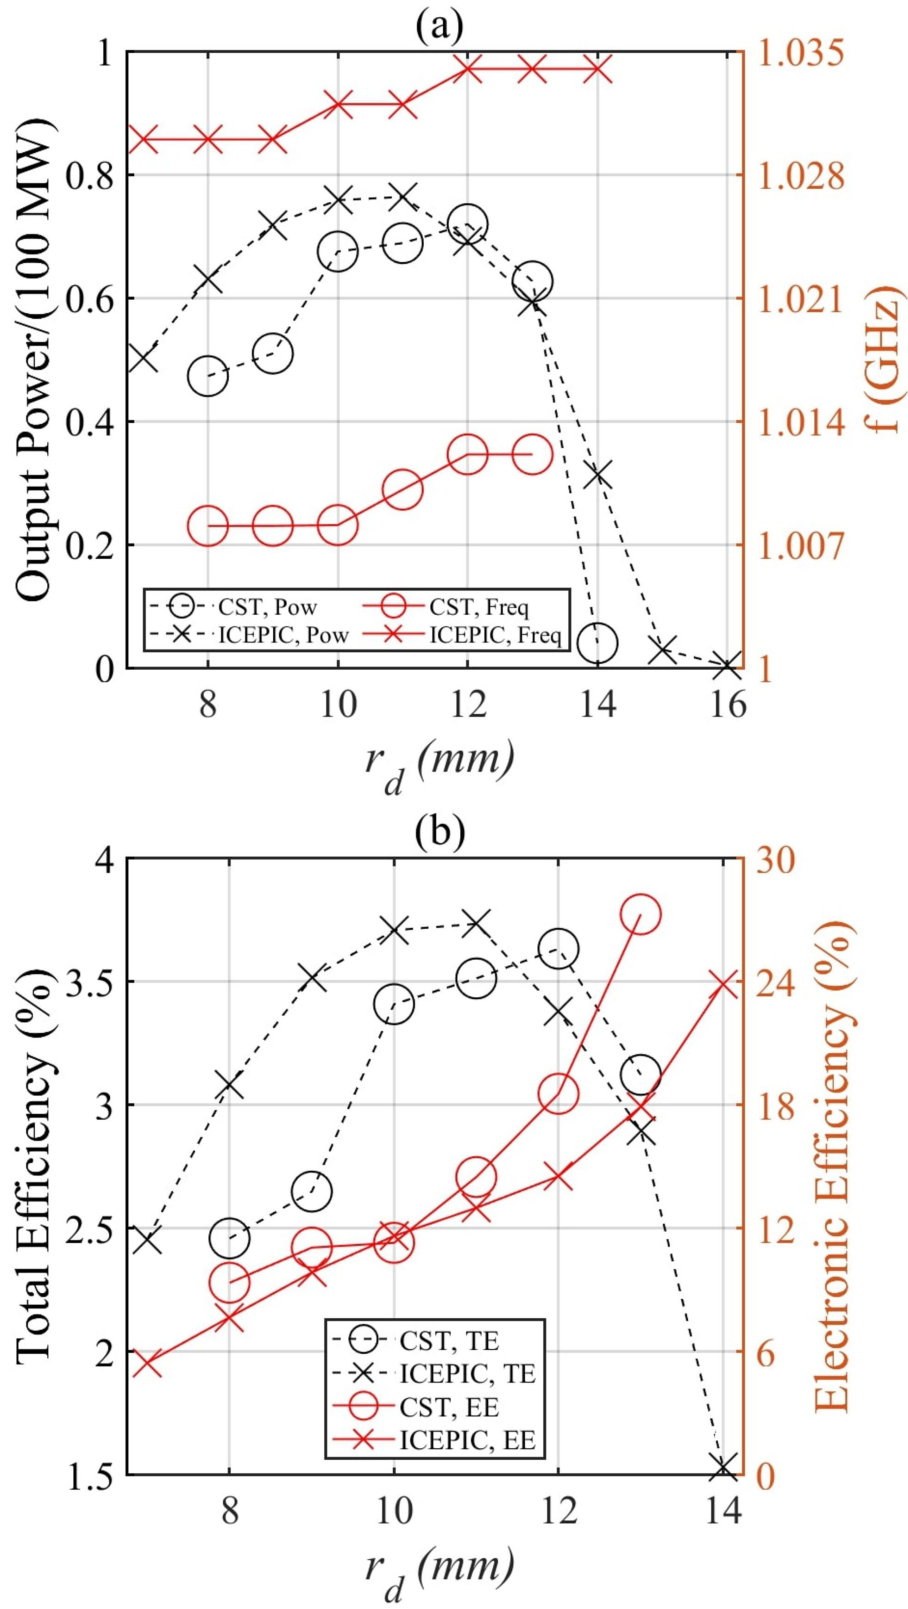 (a)
Output Power/(100 MW)
1
0.8
0.6
0.4
0.2
0
1.035
1.028
1.021
1.014
1.007
1
f (GHz)
CST, Pow
CST, Freq
ICEPIC, Pow
ICEPIC, Freq
8 10 12 14 16
r_d (mm)
(b)
Total Efficiency (%)
4
3.5
3
2.5
2
1.5
30
24
18
12
6
0
Electronic Efficiency (%)
CST, TE
ICEPIC, TE
CST, EE
ICEPIC, EE
8 10 12 14
r_d (mm)